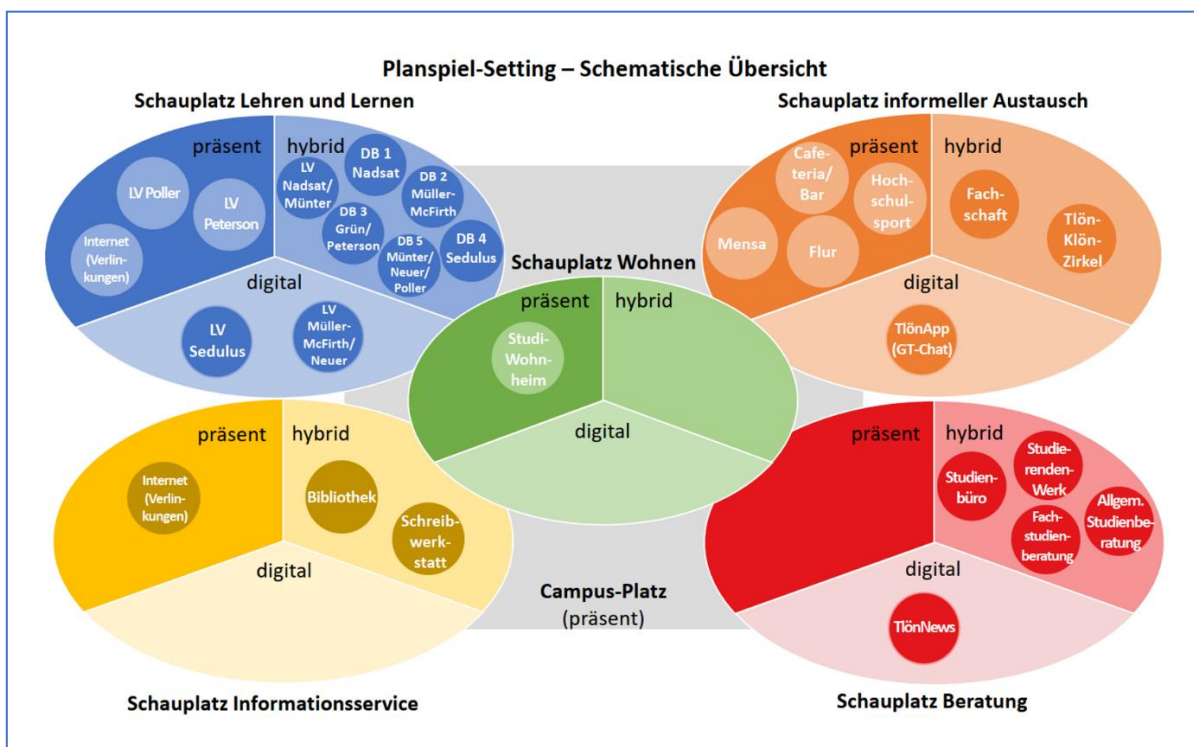 Planspiel-Setting – Schematische Übersicht
Schauplatz Lehren und Lernen
präsent
LV Poller
LV
Peterson
Internet
(Verlin-
kungen)
hybrid
LV
Nadsat/
Münter
DB 1
Nadsat
DB 2
Müller-
McFirth
DB 3
Grün/
Peterson
DB 5
Münter/
Neuer/
Poller
DB 4
Sedulus
digital
LV
Sedulus
LV
Müller-
McFirth/
Neuer
Schauplatz informeller Austausch
präsent
Cafe-
teria/
Bar
Hoch-
schul-
sport
Mensa
Flur
hybrid
Fach-
schaft
Tlön-
Klön-
Zirkel
digital
TlönApp
(GT-Chat)
Schauplatz Wohnen
präsent
Studi-
Wohn-
heim
hybrid
digital
präsent
Internet
(Verlin-
kungen)
hybrid
Bibliothek
Schreib-
werk-
statt
digital
Schauplatz Informationsservice
Campus-Platz
(präsent)
präsent
hybrid
Studien-
büro
Studie-
renden-
Werk
Fach-
studien-
beratung
Allgem.
Studienbe-
ratung
digital
TlönNews
Schauplatz Beratung